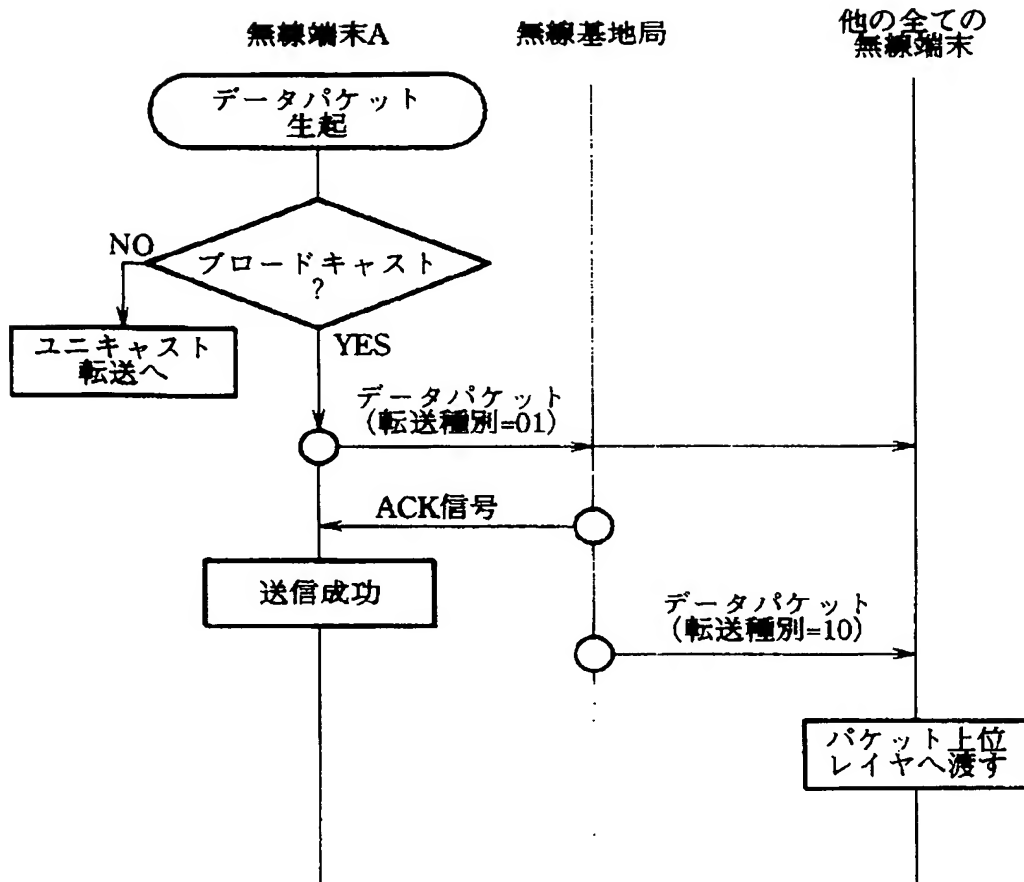 無線端末A
無線基地局
他の全ての
無線端末
データパケット
生起
NO
ブロードキャスト
?
ユニキャスト
転送へ
YES
データパケット
(転送種別=01)
ACK信号
送信成功
データパケット
(転送種別=10)
パケット上位
レイヤへ渡す